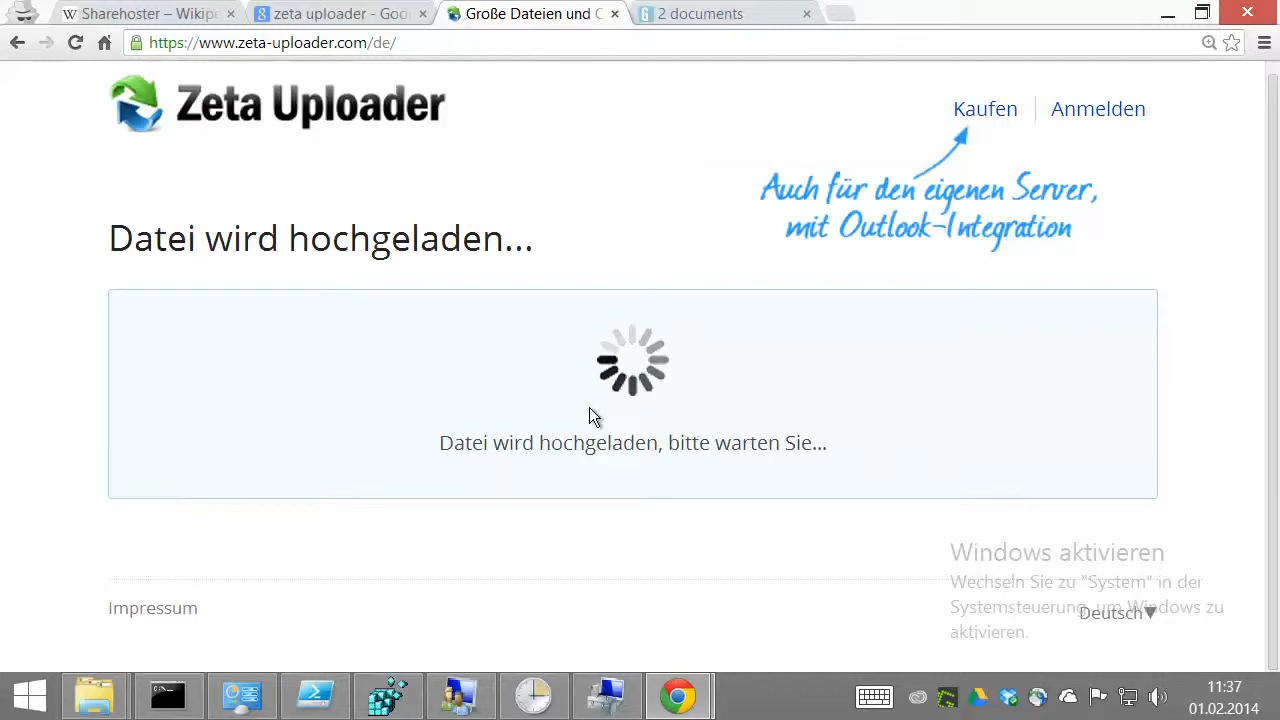 Sharehoster – Wikipe
zeta uploader - Goo
Große Dateien und O
2 documents
https://www.zeta-uploader.com/de/
Zeta Uploader
Kaufen
Anmelden
Auch für den eigenen Server,
mit Outlook-Integration
Datei wird hochgeladen...
Datei wird hochgeladen, bitte warten Sie...
Windows aktivieren
Wechseln Sie zu "System" in der
Systemsteuerung, um Windows zu
aktivieren.
Impressum
Deutsch▼
11:37
01.02.2014